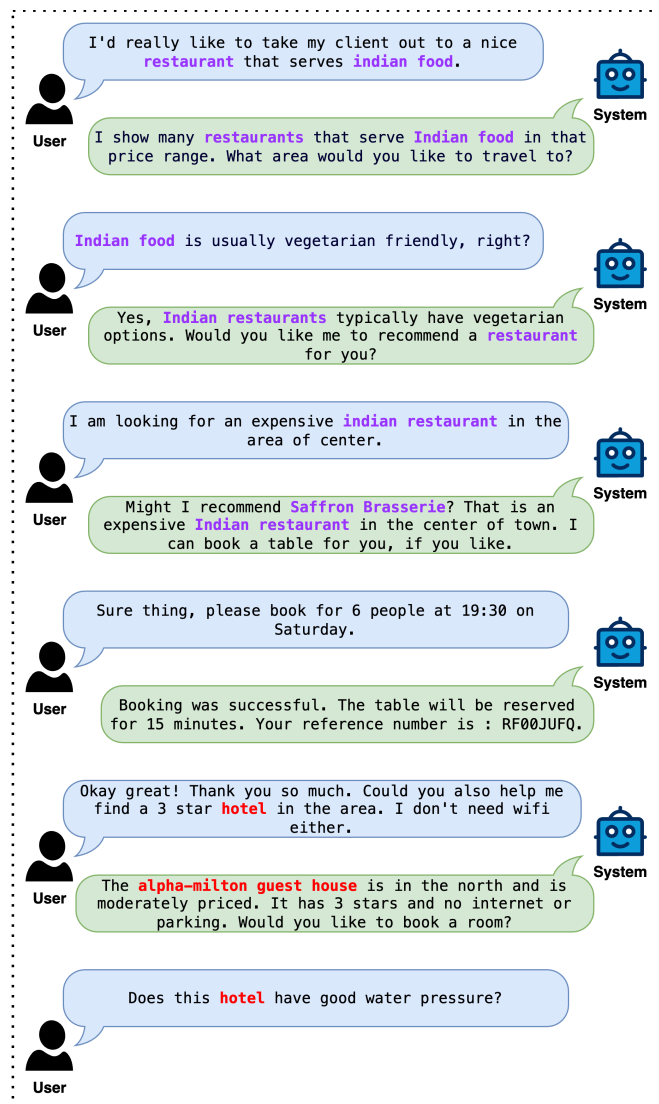 I'd really like to take my client out to a nice
restaurant that serves indian food.
System
User
I show many restaurants that serve Indian food in that
price range. What area would you like to travel to?
Indian food is usually vegetarian friendly, right?
System
User
Yes, Indian restaurants typically have vegetarian
options. Would you like me to recommend a restaurant
for you?
I am looking for an expensive indian restaurant in the
area of center.
System
User
Might I recommend Saffron Brasserie? That is an
expensive Indian restaurant in the center of town. I
can book a table for you, if you like.
Sure thing, please book for 6 people at 19:30 on
Saturday.
System
User
Booking was successful. The table will be reserved
for 15 minutes. Your reference number is : RF00JUFQ.
Okay great! Thank you so much. Could you also help me
find a 3 star hotel in the area. I don't need wifi
either.
System
User
The alpha-milton guest house is in the north and is
moderately priced. It has 3 stars and no internet or
parking. Would you like to book a room?
Does this hotel have good water pressure?
User